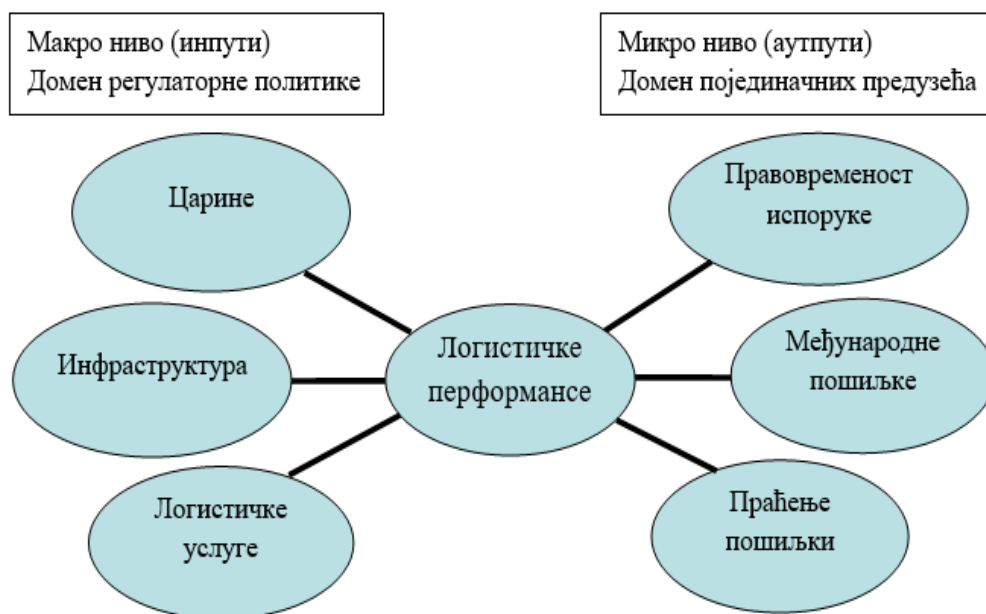 Макро ниво (инпути)
Домен регулаторне политике
Микро ниво (аутпути)
Домен појединачних предузећа
Царине
Правовременост
испоруке
Инфраструктура
Логистичке
перформансе
Међународне
пошиљке
Логистичке
услуге
Праћење
пошиљки